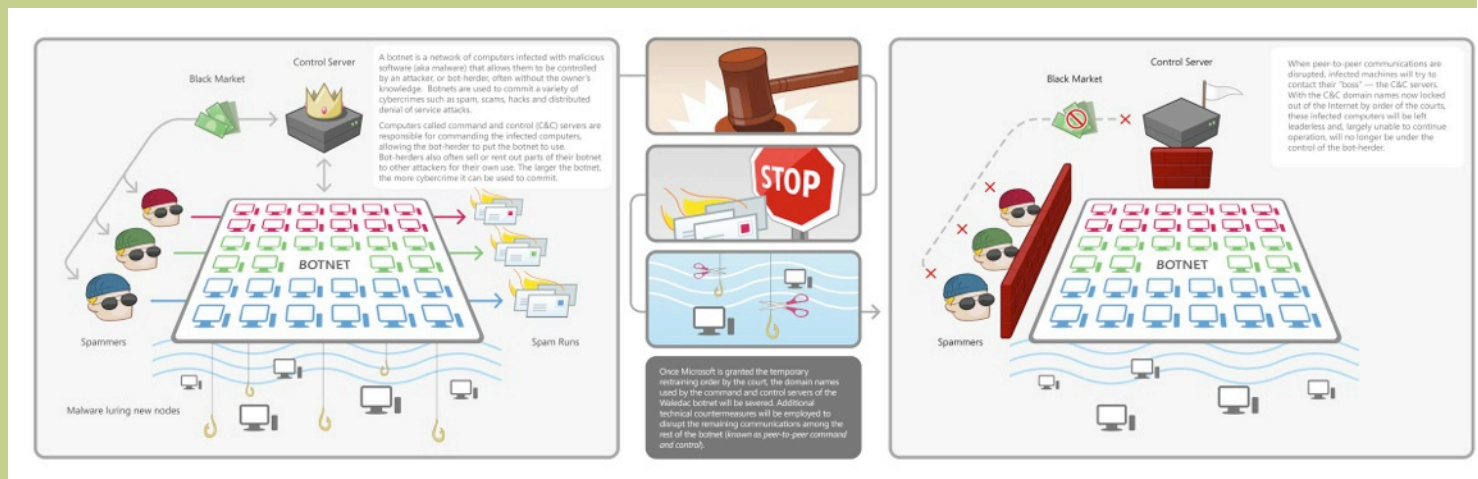 Control Server
Black Market
A botnet is a network of computers infected with malicious
software (aka malware) that allows them to be controlled
by an attacker, or bot-herder, often without the owner's
knowledge. Botnets are used to commit a variety of
cybercrimes such as spam, scams, hacks and distributed
denial of service attacks.
Computers called command and control (C&C) servers are
responsible for commanding the infected computers,
allowing the bot-herder to put the botnet to use.
Bot-herders also often sell or rent out parts of their botnet
to other attackers for their own use. The larger the botnet,
the more cybercrime it can be used to commit.
BOTNET
Spammers
Spam Runs
Malware luring new nodes
STOP
Once Microsoft is granted the temporary
restraining order by the court, the domain names
used by the command and control servers of the
Waledac botnet will be severed. Additional
technical countermeasures will be employed to
disrupt the remaining communications among the
rest of the botnet (known as peer-to-peer command
and control).
Control Server
Black Market
When peer-to-peer communications are
disrupted, infected machines will try to
contact their "boss" — the C&C servers.
With the C&C domain names now locked
out of the Internet by order of the courts,
these infected computers will be left
leaderless and, largely unable to continue
operation, will no longer be under the
control of the bot-herder.
BOTNET
Spammers